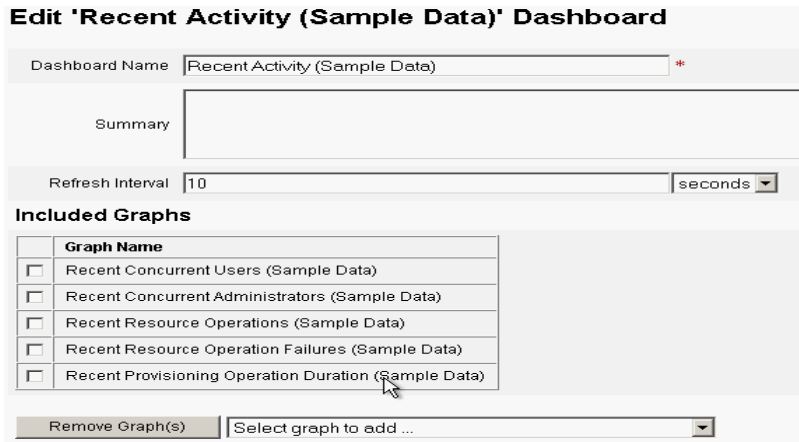 Edit 'Recent Activity (Sample Data)' Dashboard
Dashboard Name Recent Activity (Sample Data) *
Summary
Refresh Interval 10 seconds
Included Graphs
Graph Name
Recent Concurrent Users (Sample Data)
Recent Concurrent Administrators (Sample Data)
Recent Resource Operations (Sample Data)
Recent Resource Operation Failures (Sample Data)
Recent Provisioning Operation Duration (Sample Data)
Remove Graph(s) Select graph to add ...